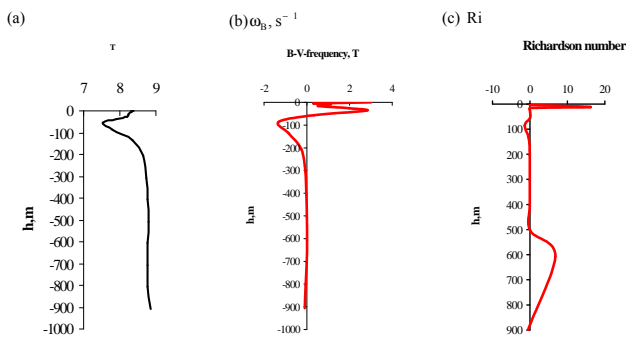 (a)
T
7 8 9
0
-100
-200
-300
-400
-500
-600
-700
-800
-900
-1000
h,m
(b) ω_B, s⁻¹
B-V-frequency, T
-2 0 2 4
0
-100
-200
-300
-400
-500
-600
-700
-800
-900
-1000
h,m
(c) Ri
Richardson number
-10 0 10 20
0
100
200
300
400
500
600
700
800
900
h,m